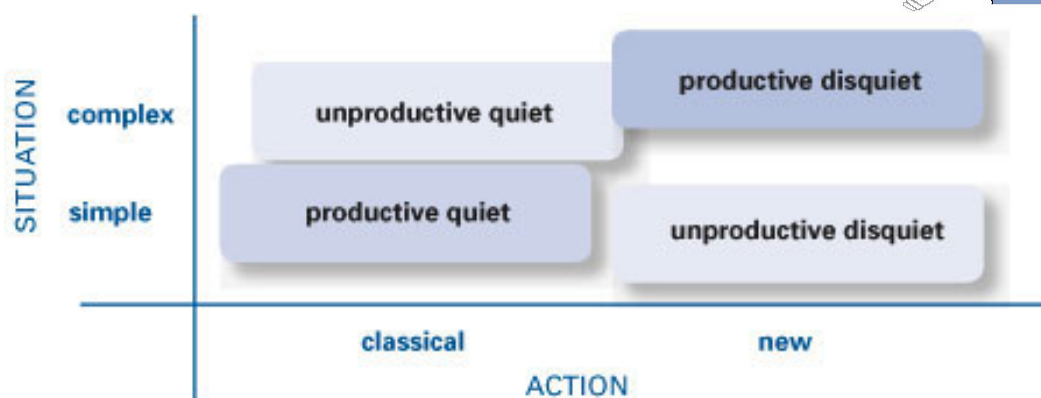 SITUATION
complex
unproductive quiet
productive disquiet
simple
productive quiet
unproductive disquiet
classical
new
ACTION